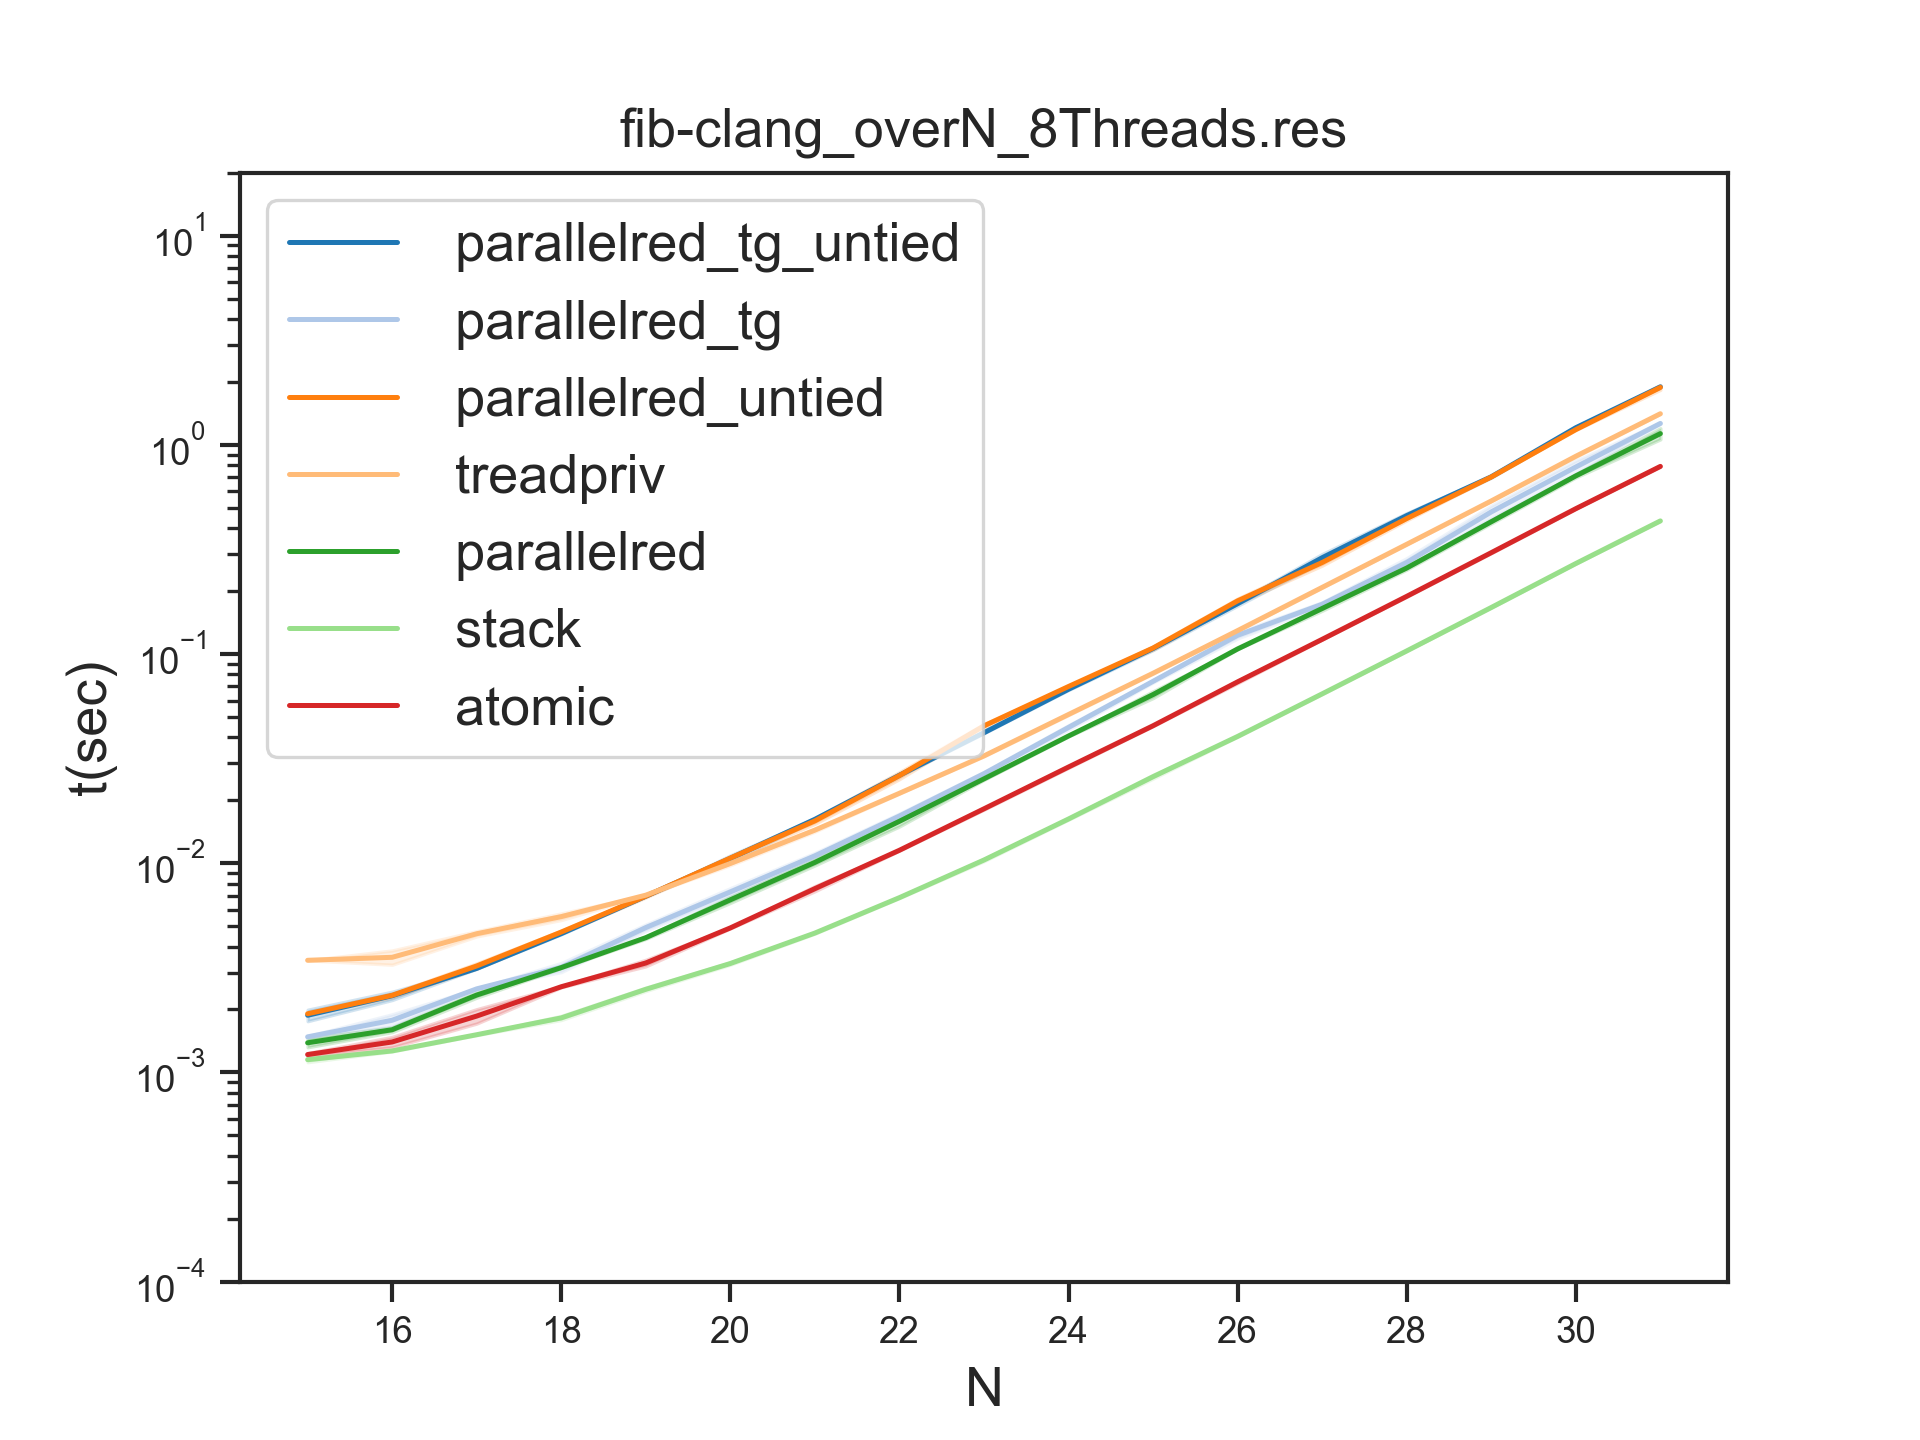 fib-clang_overN_8Threads.res
parallelred_tg_untied
parallelred_tg
parallelred_untied
treadpriv
parallelred
stack
atomic
t(sec)
10^1
10^0
10^−1
10^−2
10^−3
10^−4
16 18 20 22 24 26 28 30
N